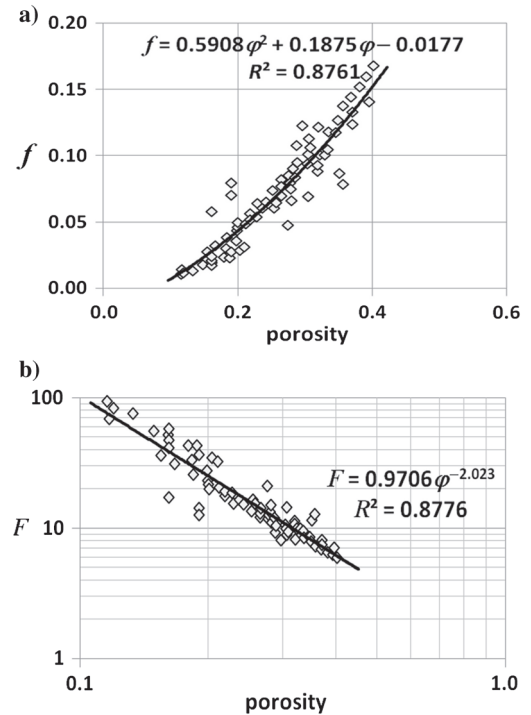 a)
0.20
f = 0.5908φ² + 0.1875φ − 0.0177
R² = 0.8761
0.15
f
0.10
0.05
0.00
0.0 0.2 0.4 0.6
porosity
b)
100
F = 0.9706φ⁻²·⁰²³
R² = 0.8776
F
10
1
0.1 1.0
porosity